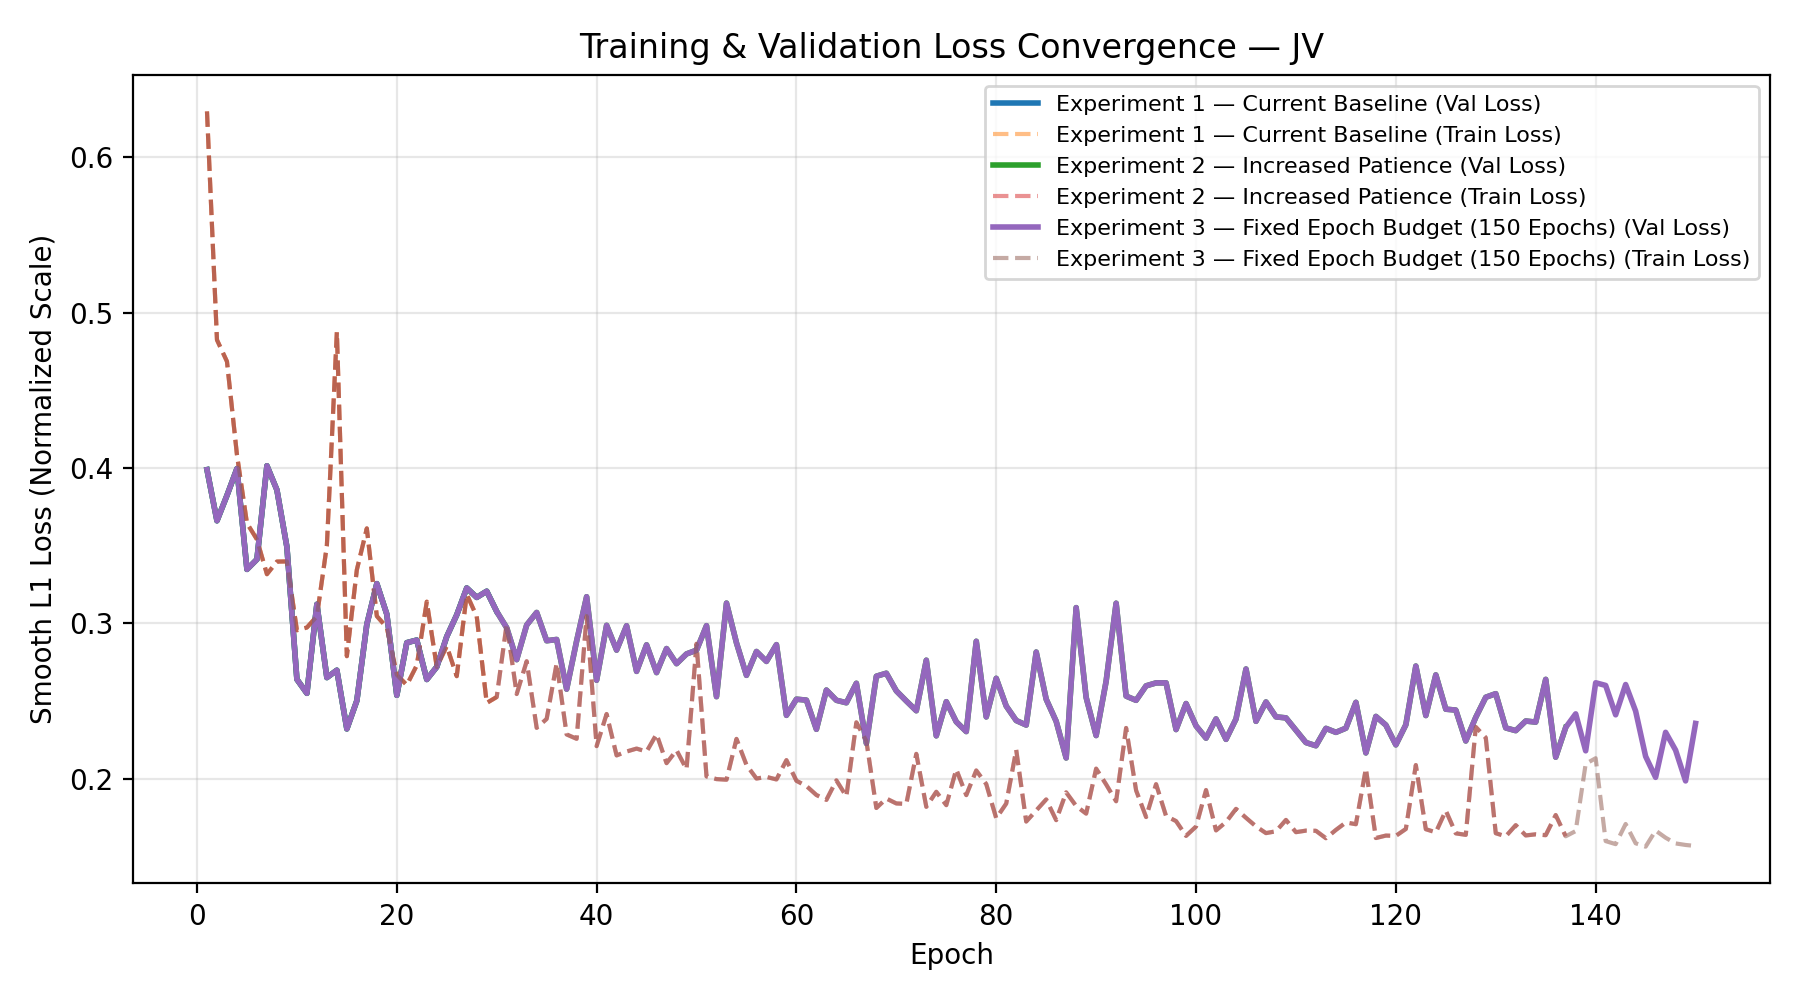 Training & Validation Loss Convergence — JV
Experiment 1 — Current Baseline (Val Loss)
Experiment 1 — Current Baseline (Train Loss)
Experiment 2 — Increased Patience (Val Loss)
Experiment 2 — Increased Patience (Train Loss)
Experiment 3 — Fixed Epoch Budget (150 Epochs) (Val Loss)
Experiment 3 — Fixed Epoch Budget (150 Epochs) (Train Loss)
Smooth L1 Loss (Normalized Scale)
0.6
0.5
0.4
0.3
0.2
0 20 40 60 80 100 120 140
Epoch